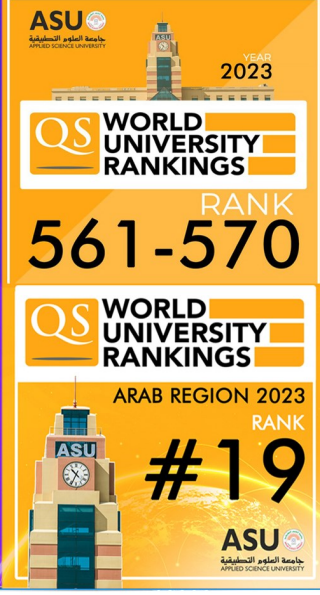 ASU
جامعة العلوم التطبيقية
APPLIED SCIENCE UNIVERSITY
ASU
YEAR
2023
QS
WORLD
UNIVERSITY
RANKINGS
RANK
561-570
QS
WORLD
UNIVERSITY
RANKINGS
ARAB REGION 2023
RANK
#19
ASU
ASU
جامعة العلوم التطبيقية
APPLIED SCIENCE UNIVERSITY